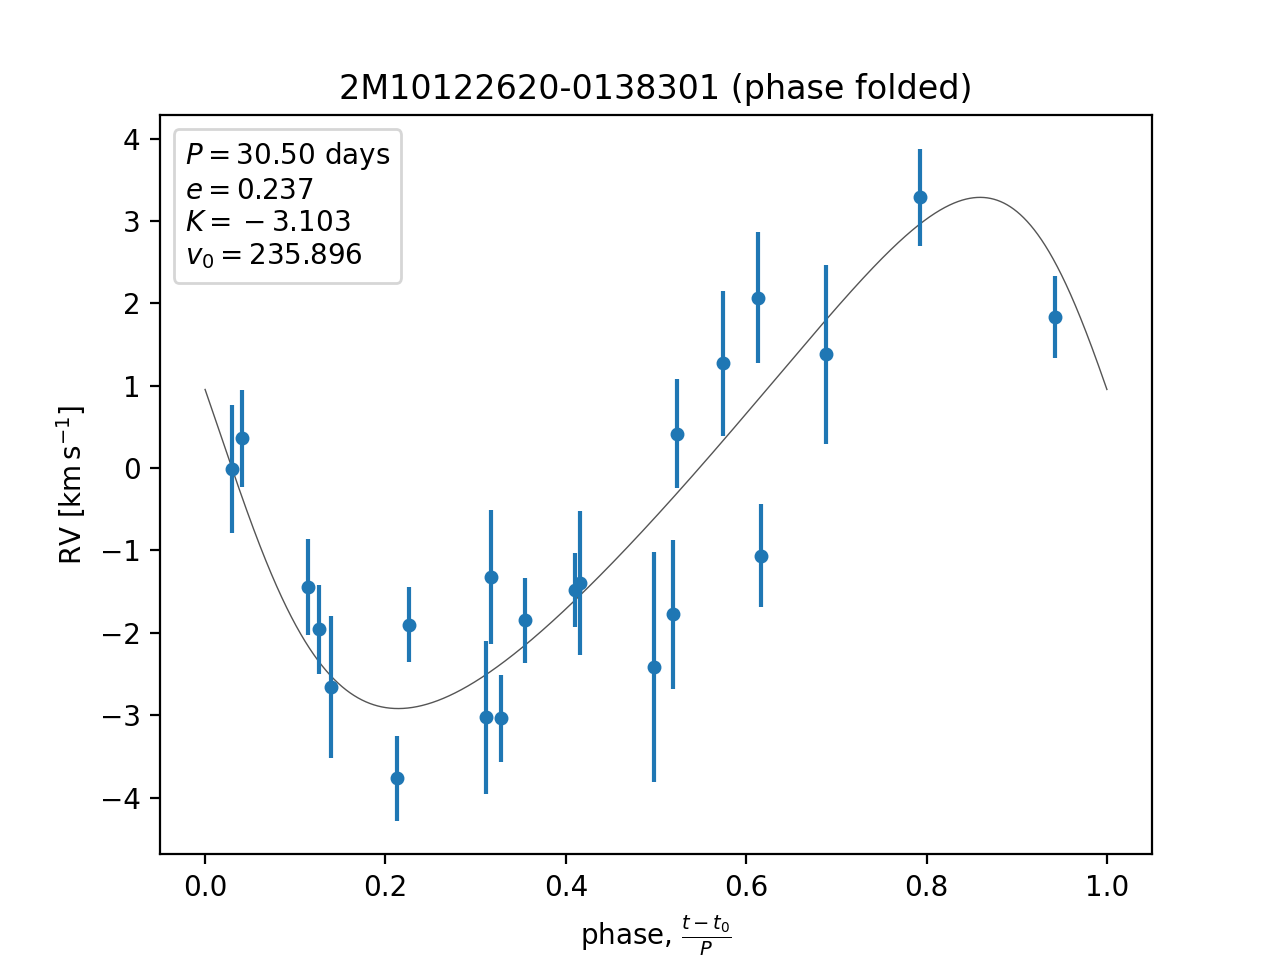 2M10122620-0138301 (phase folded)
P = 30.50 days
e = 0.237
K = −3.103
v₀ = 235.896
4
3
2
1
0
−1
−2
−3
−4
RV [km s⁻¹]
0.0 0.2 0.4 0.6 0.8 1.0
phase, (t − t₀)/P